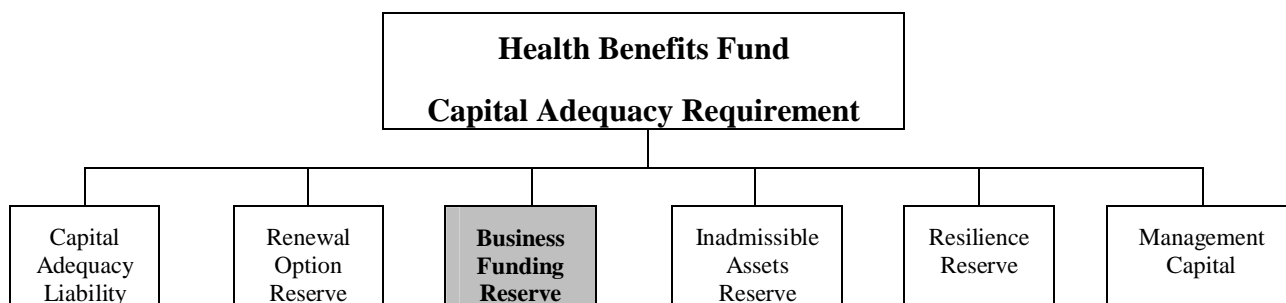 Health Benefits Fund
Capital Adequacy Requirement
Capital
Adequacy
Liability
Renewal
Option
Reserve
Business
Funding
Reserve
Inadmissible
Assets
Reserve
Resilience
Reserve
Management
Capital